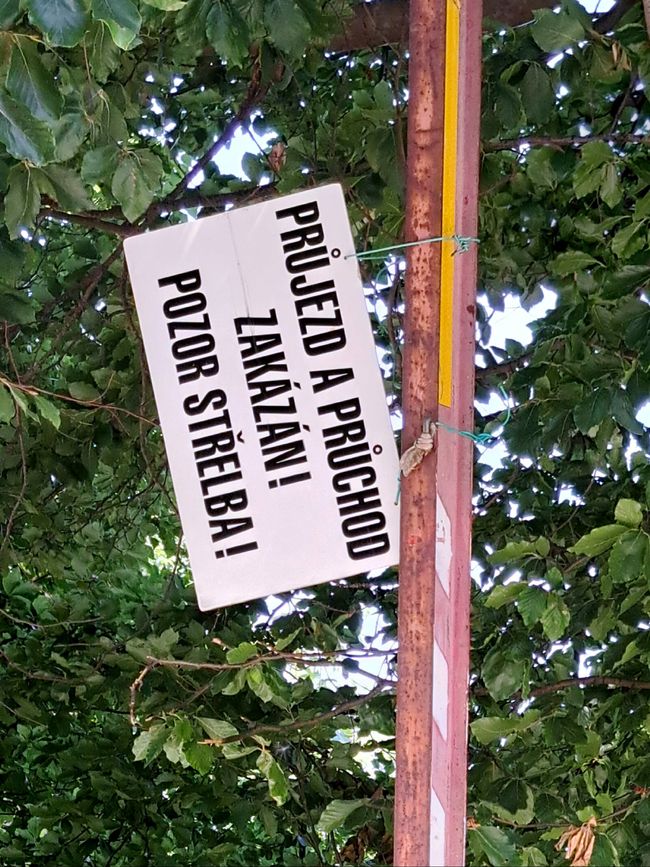 PRŮJEZD A PRŮCHOD
ZAKÁZÁN!
POZOR STŘELBA!